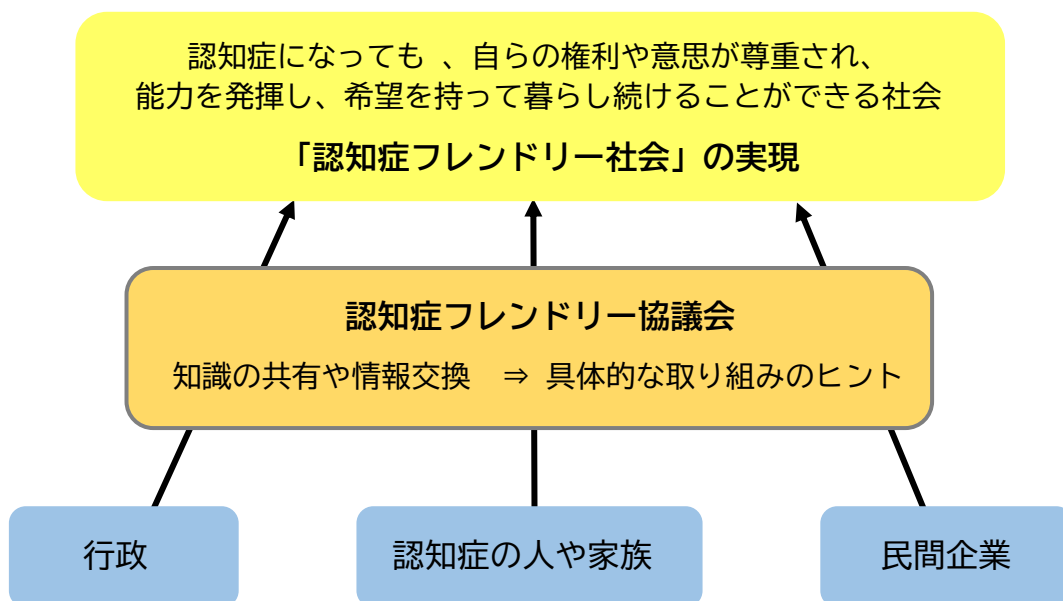 認知症になっても 、自らの権利や意思が尊重され、
能力を発揮し、希望を持って暮らし続けることができる社会
「認知症フレンドリー社会」の実現
認知症フレンドリー協議会
知識の共有や情報交換　⇒ 具体的な取り組みのヒント
行政
認知症の人や家族
民間企業